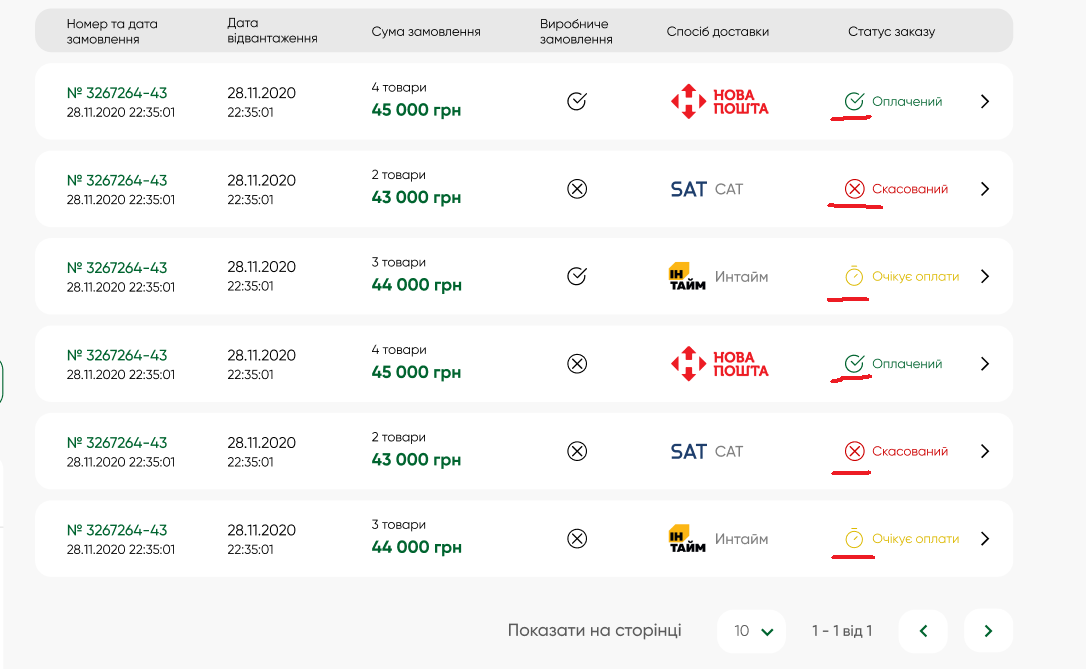 Номер та дата замовлення
Дата відвантаження
Сума замовлення
Виробниче замовлення
Спосіб доставки
Статус заказу
№ 3267264-43
28.11.2020 22:35:01
28.11.2020
22:35:01
4 товари
45 000 грн
НОВА ПОШТА
Оплачений
№ 3267264-43
28.11.2020 22:35:01
28.11.2020
22:35:01
2 товари
43 000 грн
SAT САТ
Скасований
№ 3267264-43
28.11.2020 22:35:01
28.11.2020
22:35:01
3 товари
44 000 грн
ІН ТАЙМ Интайм
Очікує оплати
№ 3267264-43
28.11.2020 22:35:01
28.11.2020
22:35:01
4 товари
45 000 грн
НОВА ПОШТА
Оплачений
№ 3267264-43
28.11.2020 22:35:01
28.11.2020
22:35:01
2 товари
43 000 грн
SAT САТ
Скасований
№ 3267264-43
28.11.2020 22:35:01
28.11.2020
22:35:01
3 товари
44 000 грн
ІН ТАЙМ Интайм
Очікує оплати
Показати на сторінці 10 1 - 1 від 1